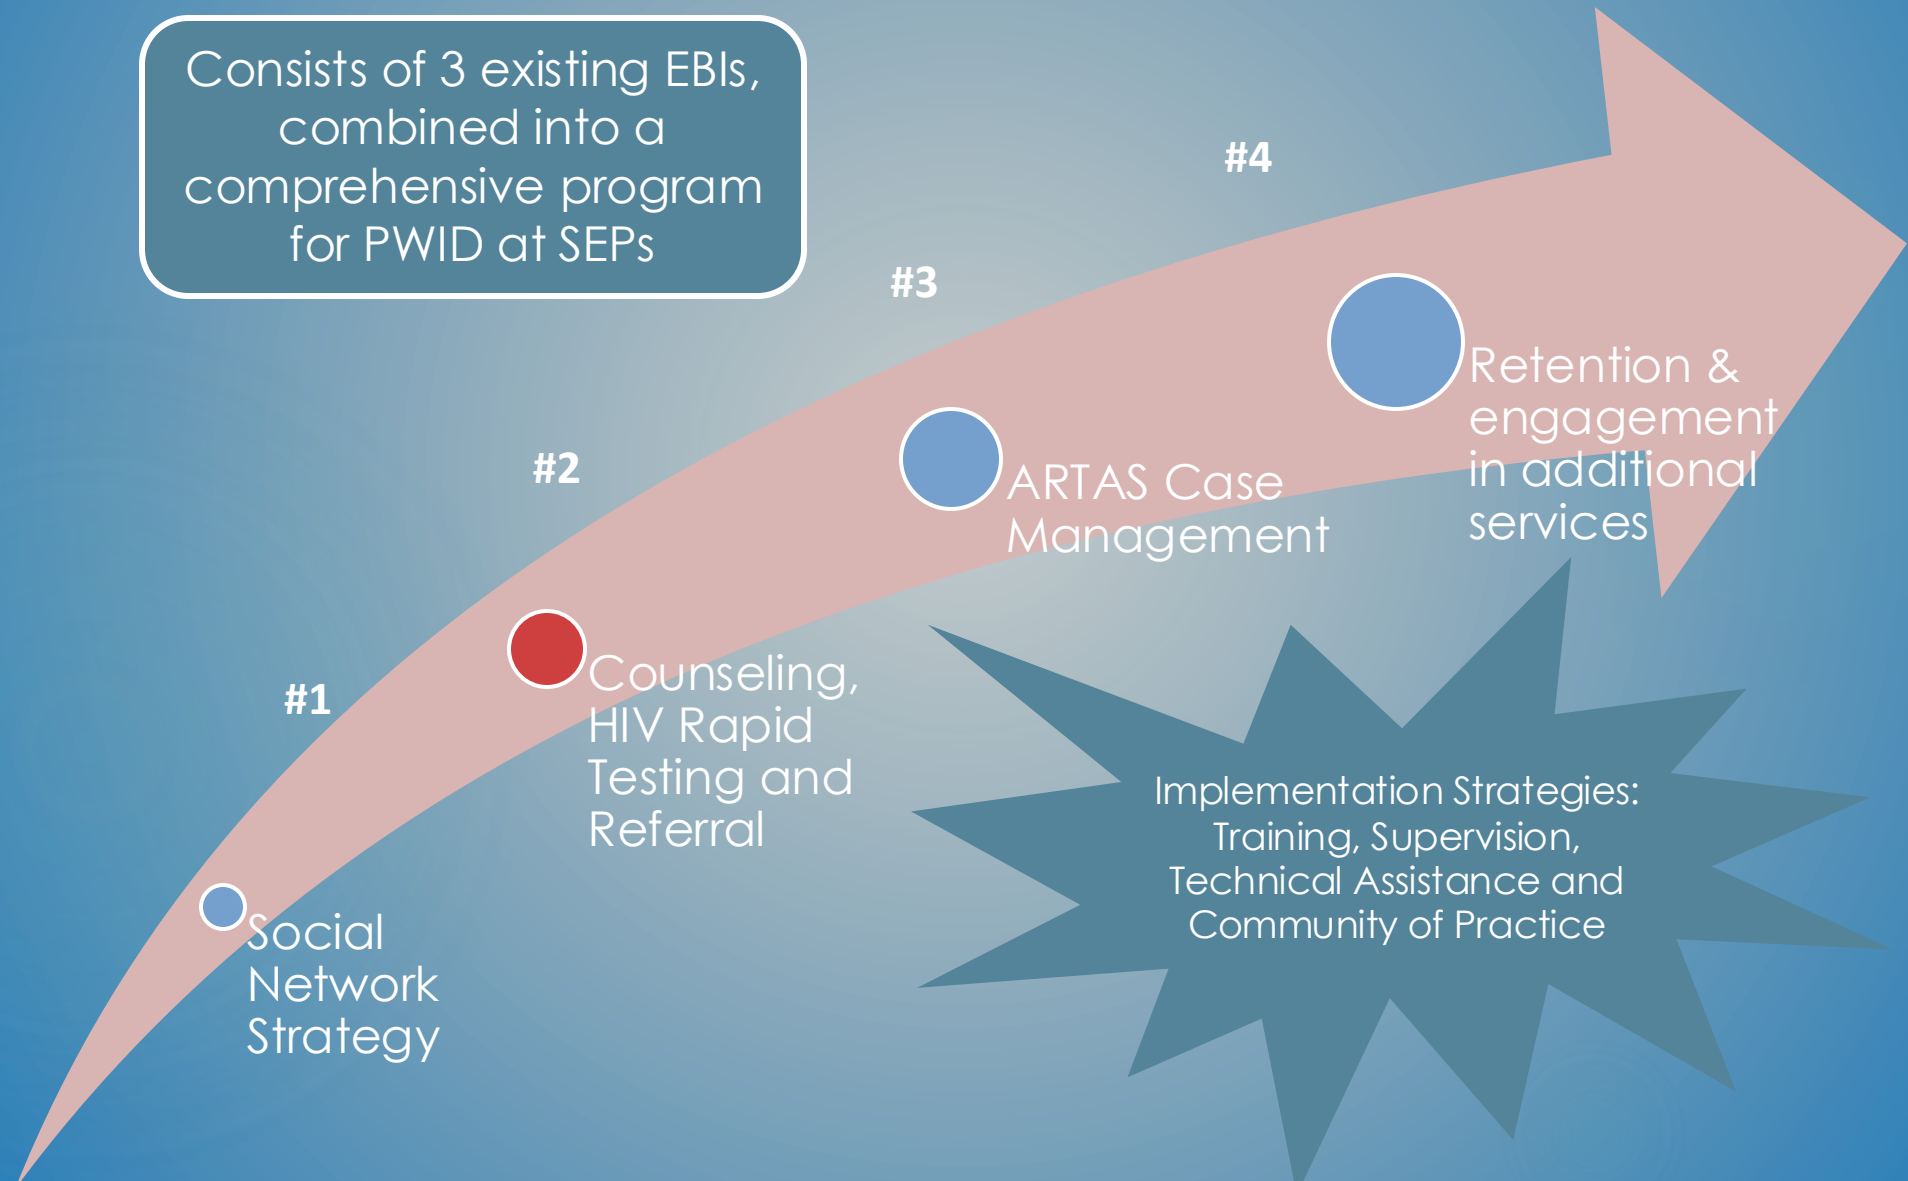 Consists of 3 existing EBIs,
combined into a
comprehensive program
for PWID at SEPs
#1
Social
Network
Strategy
#2
Counseling,
HIV Rapid
Testing and
Referral
#3
ARTAS Case
Management
#4
Retention &
engagement
in additional
services
Implementation Strategies:
Training, Supervision,
Technical Assistance and
Community of Practice